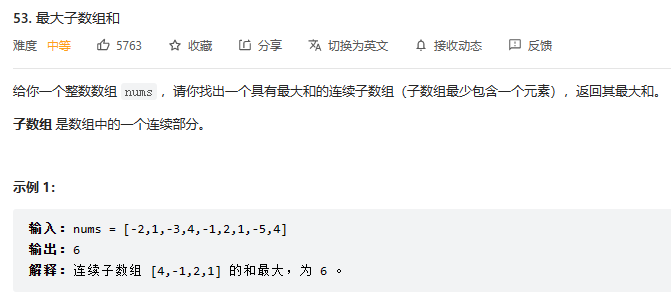 53. 最大子数组和
难度 中等 5763 收藏 分享 切换为英文 接收动态 反馈
给你一个整数数组 nums ，请你找出一个具有最大和的连续子数组（子数组最少包含一个元素），返回其最大和。
子数组 是数组中的一个连续部分。
示例 1：
输入：nums = [-2,1,-3,4,-1,2,1,-5,4]
输出：6
解释：连续子数组 [4,-1,2,1] 的和最大，为 6 。